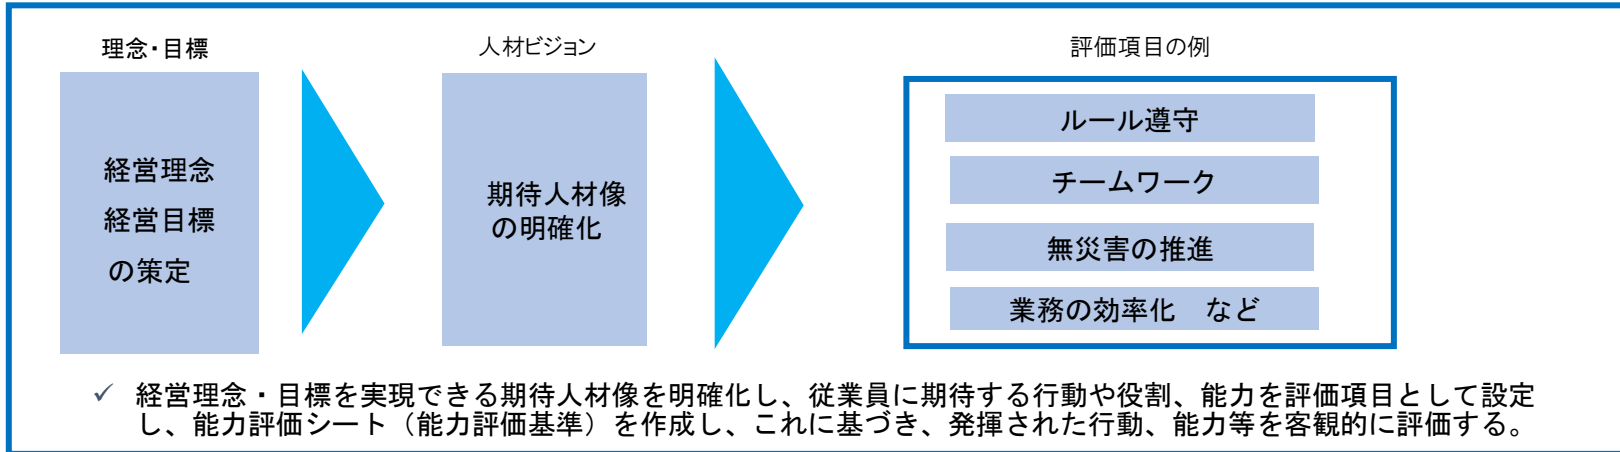 理念・目標
人材ビジョン
評価項目の例
経営理念
経営目標
の策定
期待人材像
の明確化
ルール遵守
チームワーク
無災害の推進
業務の効率化　など
✓ 経営理念・目標を実現できる期待人材像を明確化し、従業員に期待する行動や役割、能力を評価項目として設定
し、能力評価シート（能力評価基準）を作成し、これに基づき、発揮された行動、能力等を客観的に評価する。